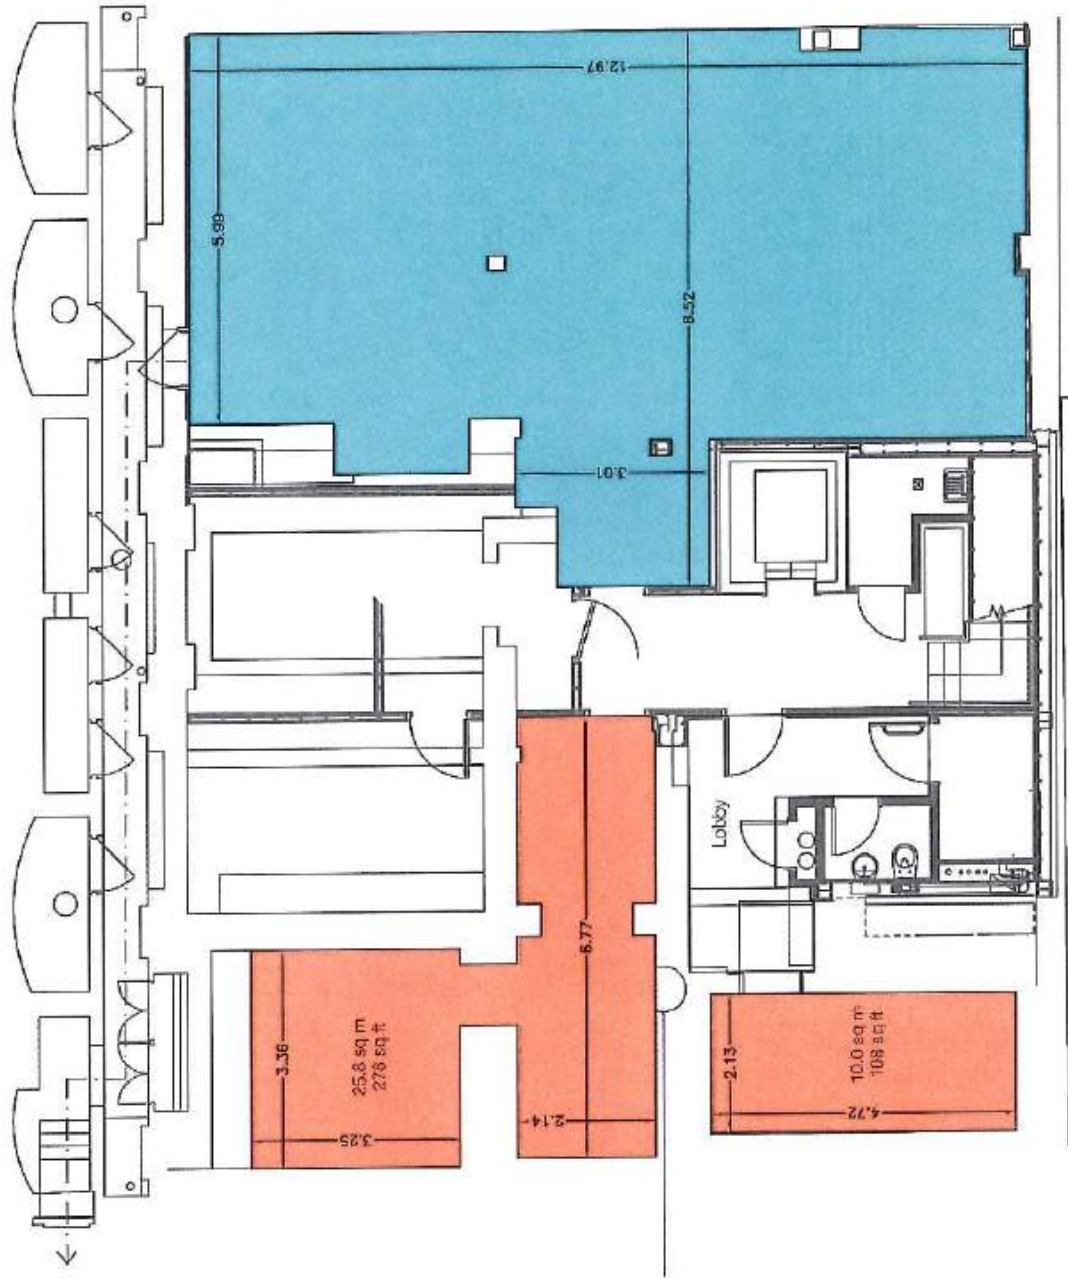 12.97
5.99
8.52
3.01
Lobby
6.77
3.36
25.8 sq m
278 sq ft
3.25
2.14
2.13
10.0 sq m
108 sq ft
4.72